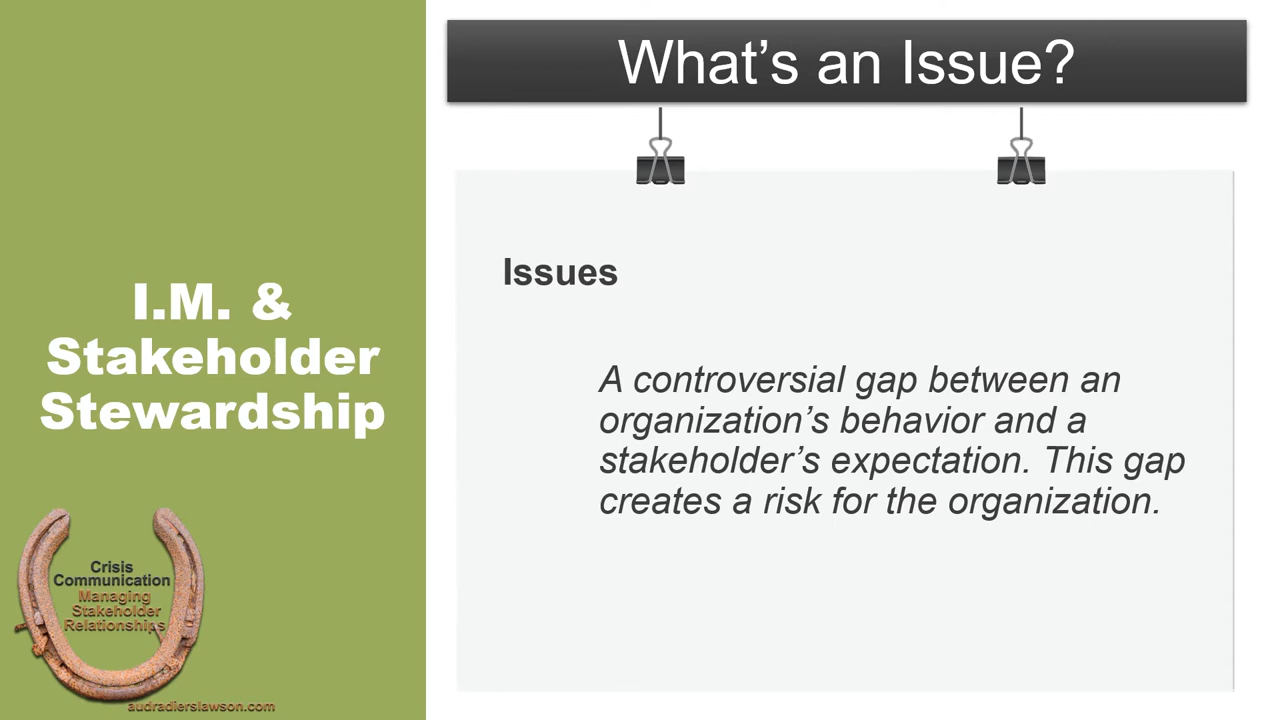 What’s an Issue?
I.M. &
Stakeholder
Stewardship
Issues
A controversial gap between an
organization’s behavior and a
stakeholder’s expectation. This gap
creates a risk for the organization.
Crisis
Communication
Managing
Stakeholder
Relationships
audradierslawson.com